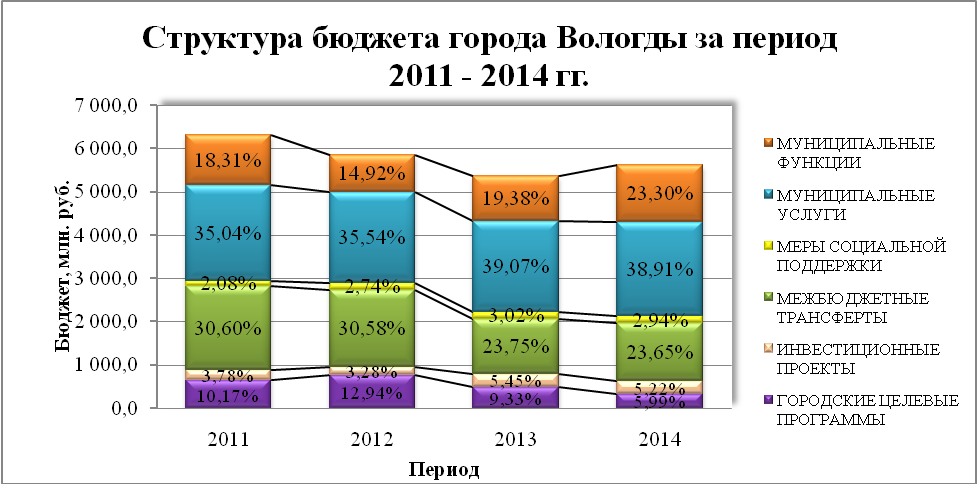 Структура бюджета города Вологды за период
2011 - 2014 гг.
7 000,0
6 000,0
5 000,0
4 000,0
3 000,0
2 000,0
1 000,0
0,0
Бюджет, млн. руб.
18,31%
14,92%
19,38%
23,30%
35,04%
35,54%
39,07%
38,91%
2,08%
2,74%
3,02%
2,94%
30,60%
30,58%
23,75%
23,65%
3,78%
3,28%
5,45%
5,22%
10,17%
12,94%
9,33%
5,99%
2011
2012
2013
2014
Период
МУНИЦИПАЛЬНЫЕ
ФУНКЦИИ
МУНИЦИПАЛЬНЫЕ
УСЛУГИ
МЕРЫ СОЦИАЛЬНОЙ
ПОДДЕРЖКИ
МЕЖБЮДЖЕТНЫЕ
ТРАНСФЕРТЫ
ИНВЕСТИЦИОННЫЕ
ПРОЕКТЫ
ГОРОДСКИЕ ЦЕЛЕВЫЕ
ПРОГРАММЫ